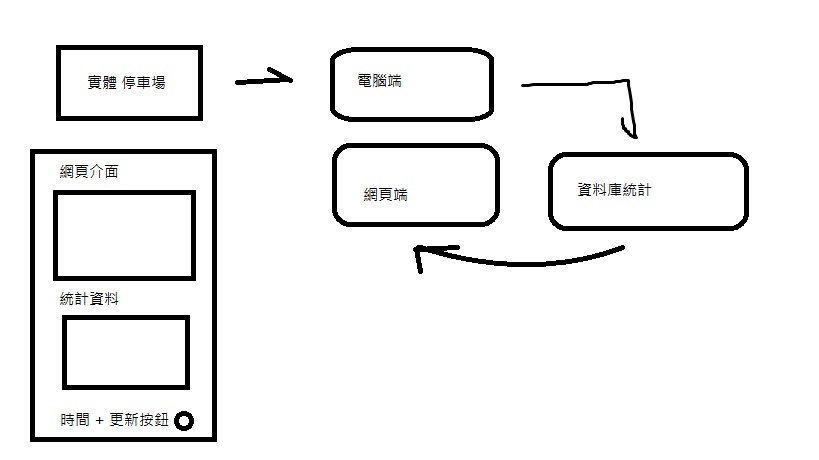 實體 停車場
電腦端
網頁端
資料庫統計
網頁介面
統計資料
時間 + 更新按鈕